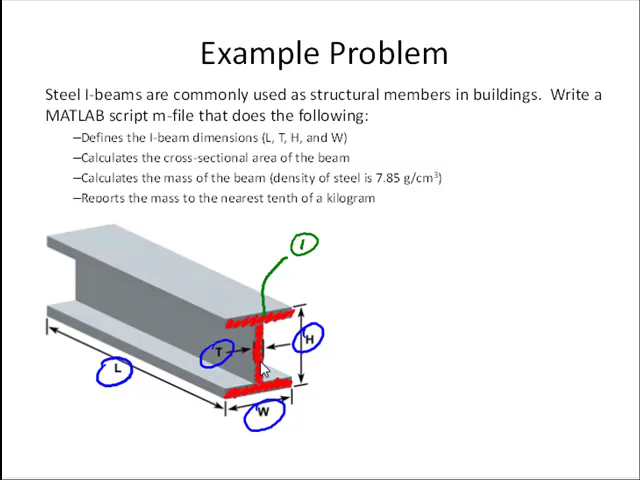 Example Problem
Steel I-beams are commonly used as structural members in buildings. Write a
MATLAB script m-file that does the following:
–Defines the I-beam dimensions (L, T, H, and W)
–Calculates the cross-sectional area of the beam
–Calculates the mass of the beam (density of steel is 7.85 g/cm³)
–Reports the mass to the nearest tenth of a kilogram
1
T
H
L
W